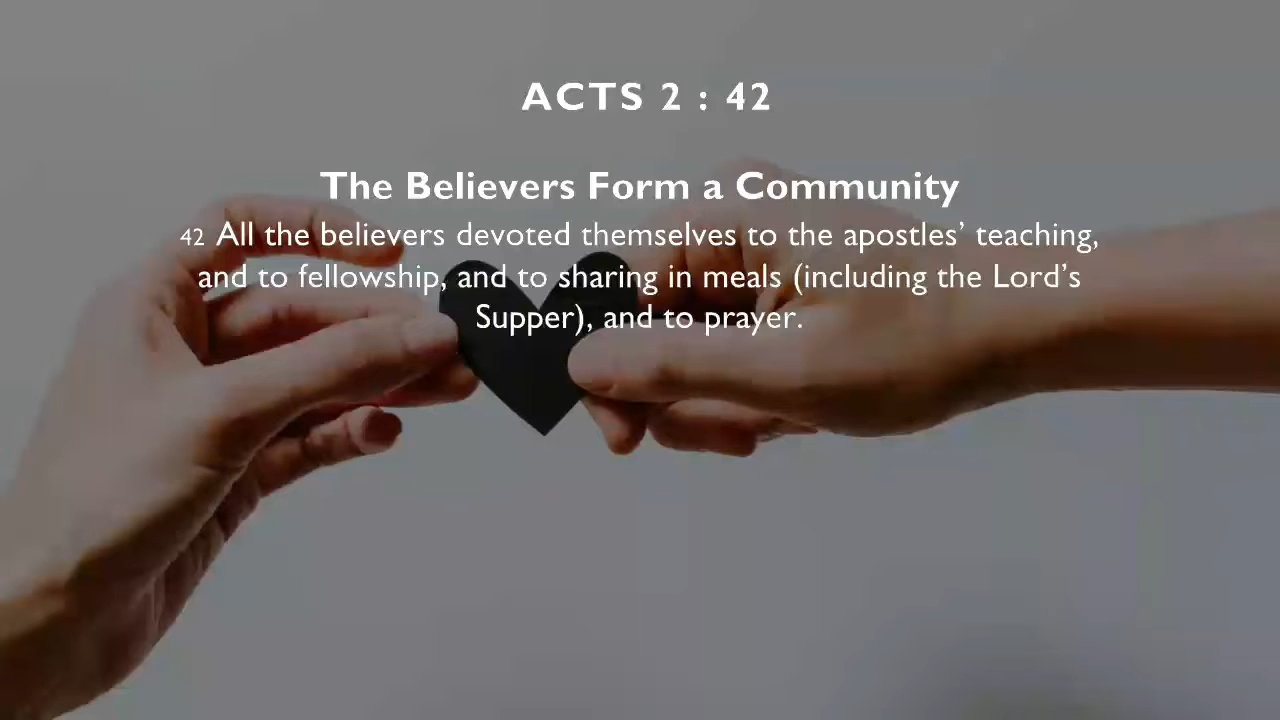 ACTS 2 : 42
The Believers Form a Community
42 All the believers devoted themselves to the apostles’ teaching,
and to fellowship, and to sharing in meals (including the Lord’s
Supper), and to prayer.